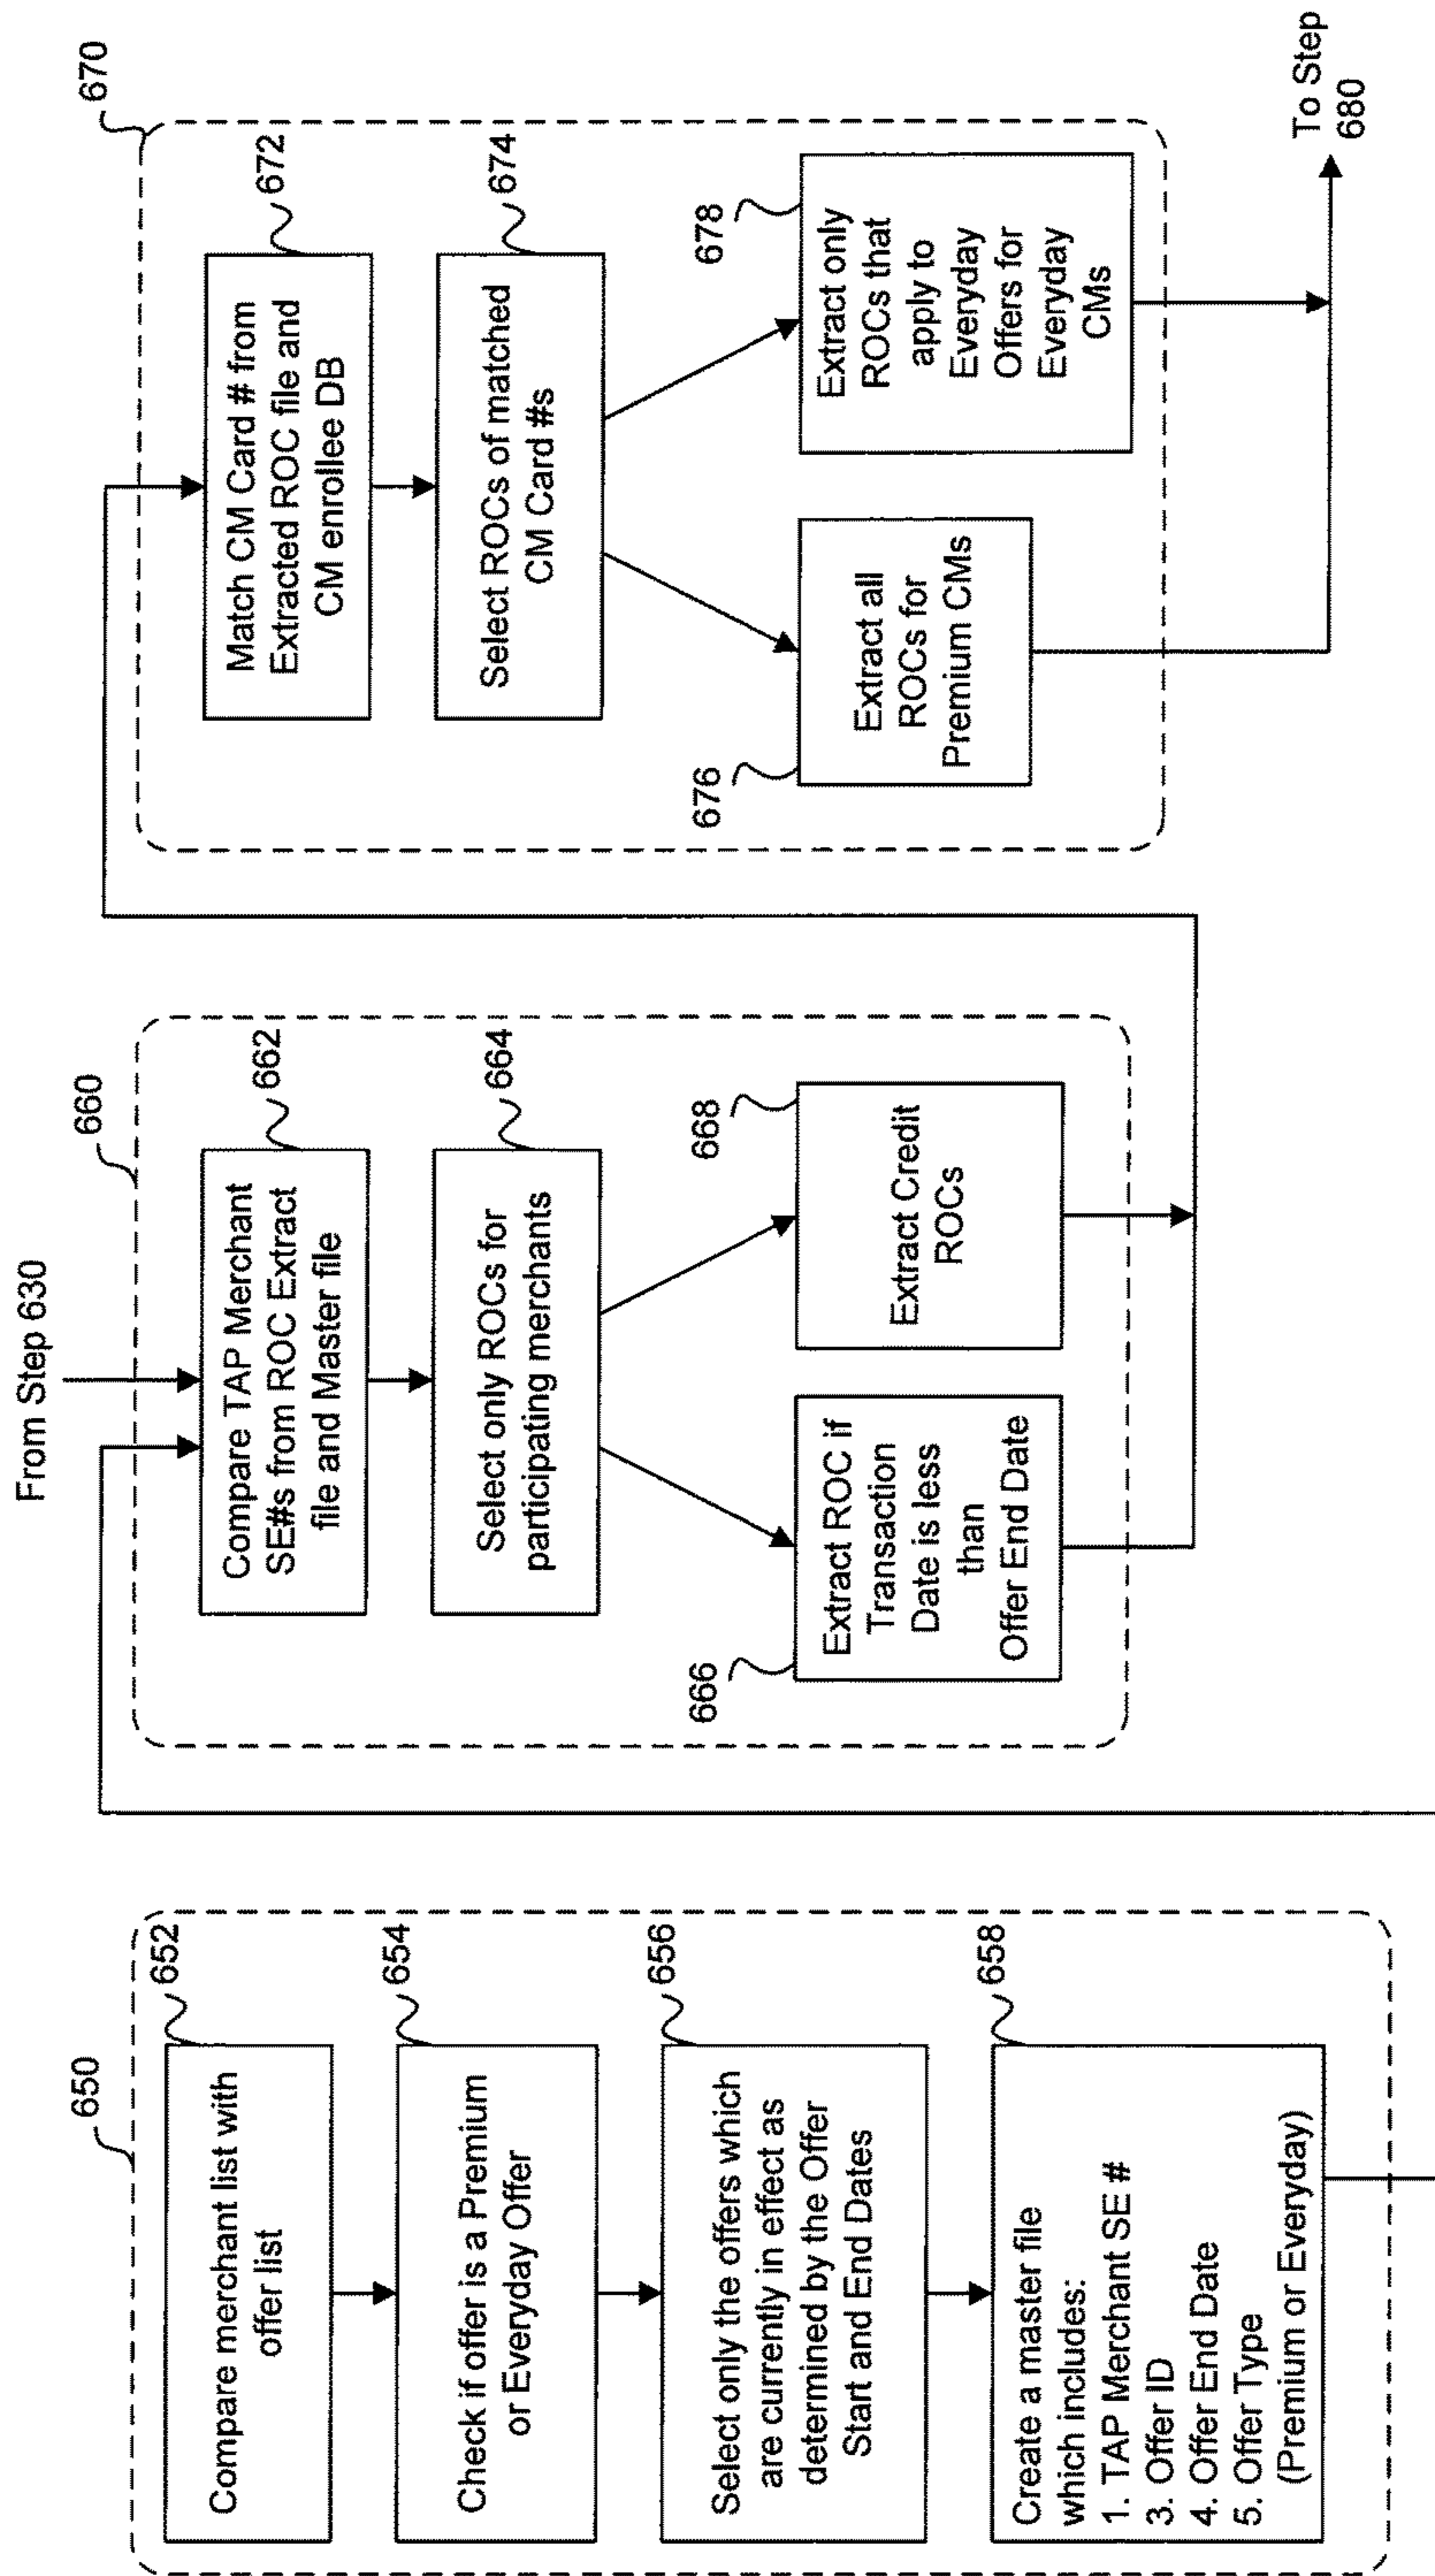 650
652
Compare merchant list with
offer list
654
Check if offer is a Premium
or Everyday Offer
656
Select only the offers which
are currently in effect as
determined by the Offer
Start and End Dates
658
Create a master file
which includes:
1. TAP Merchant SE #
3. Offer ID
4. Offer End Date
5. Offer Type
(Premium or Everyday)
From Step 630
660
662
Compare TAP Merchant
SE#s from ROC Extract
file and Master file
664
Select only ROCs for
participating merchants
666
Extract ROC if
Transaction
Date is less
than
Offer End Date
668
Extract Credit
ROCs
670
672
Match CM Card # from
Extracted ROC file and
CM enrollee DB
674
Select ROCs of matched
CM Card #s
676
Extract all
ROCs for
Premium CMs
678
Extract only
ROCs that
apply to
Everyday
Offers for
Everyday
CMs
To Step
680